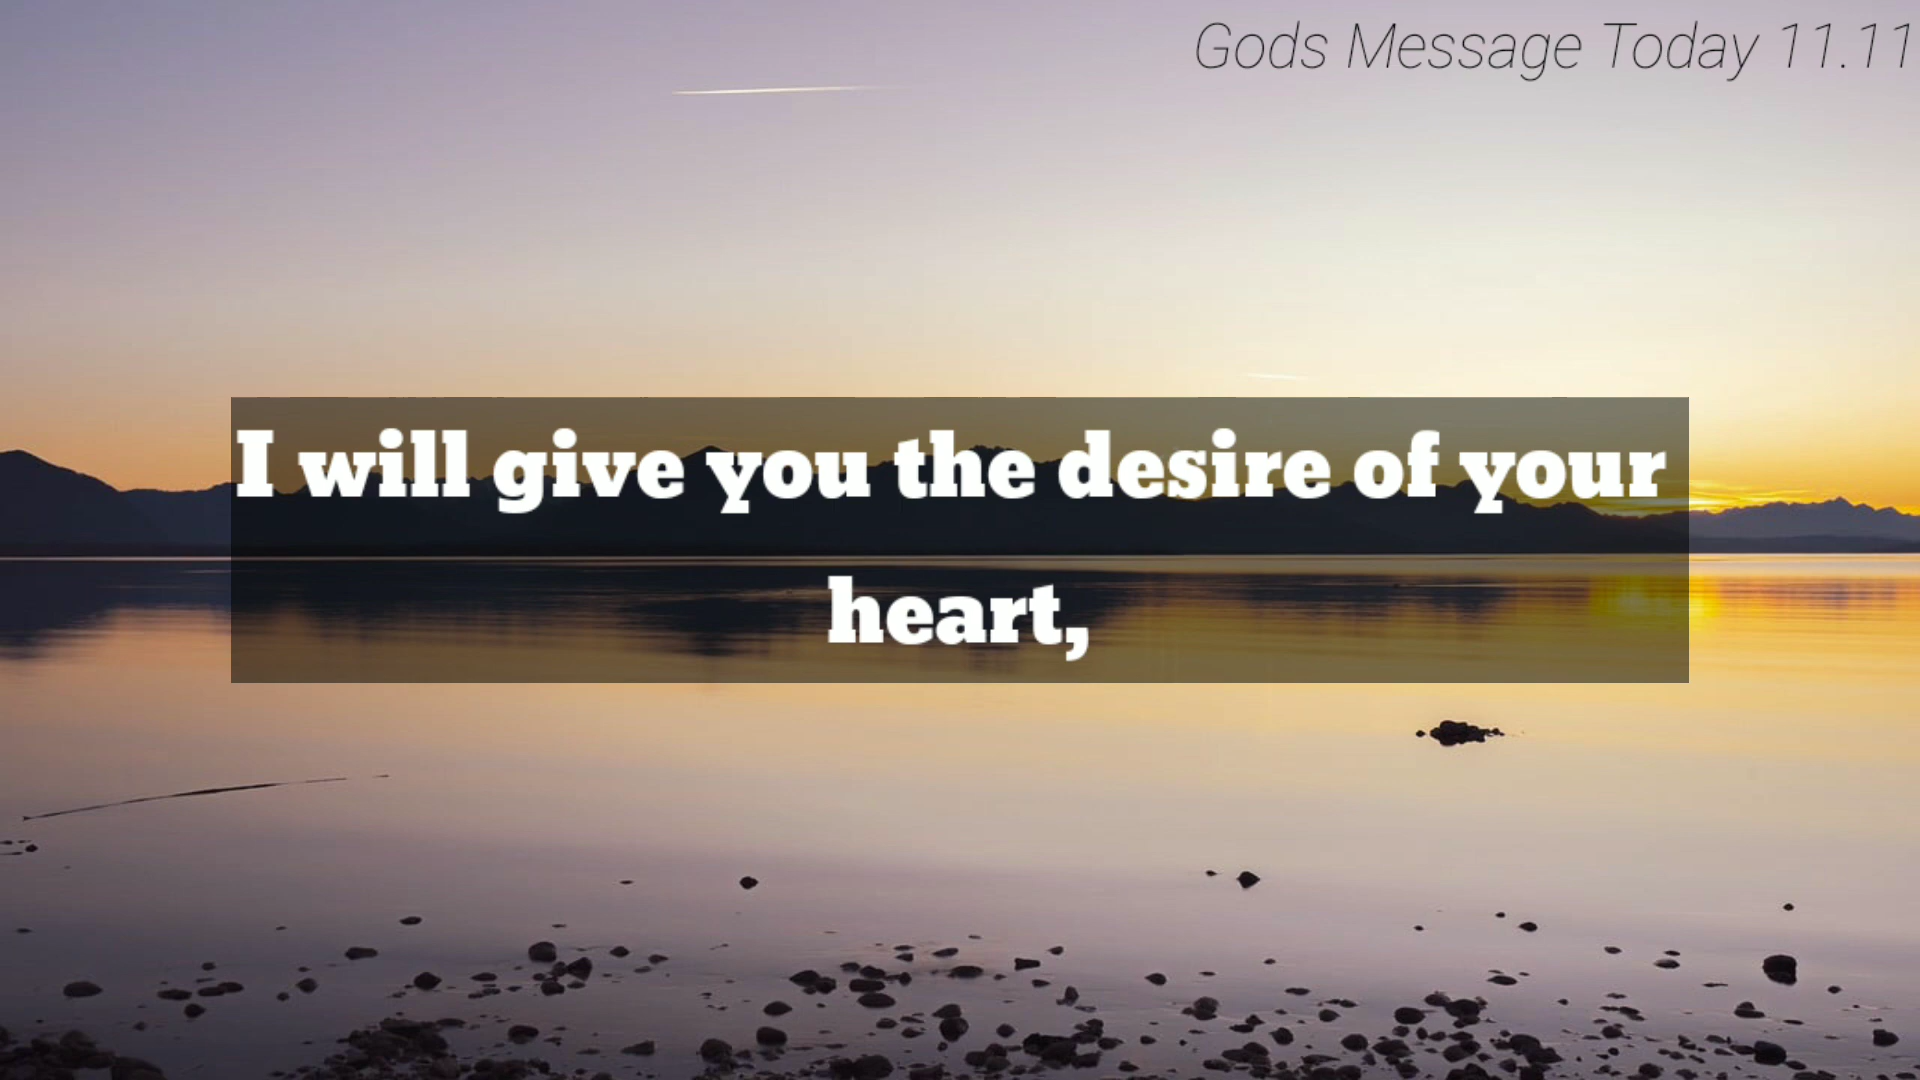 Gods Message Today 11.11
I will give you the desire of your
heart,